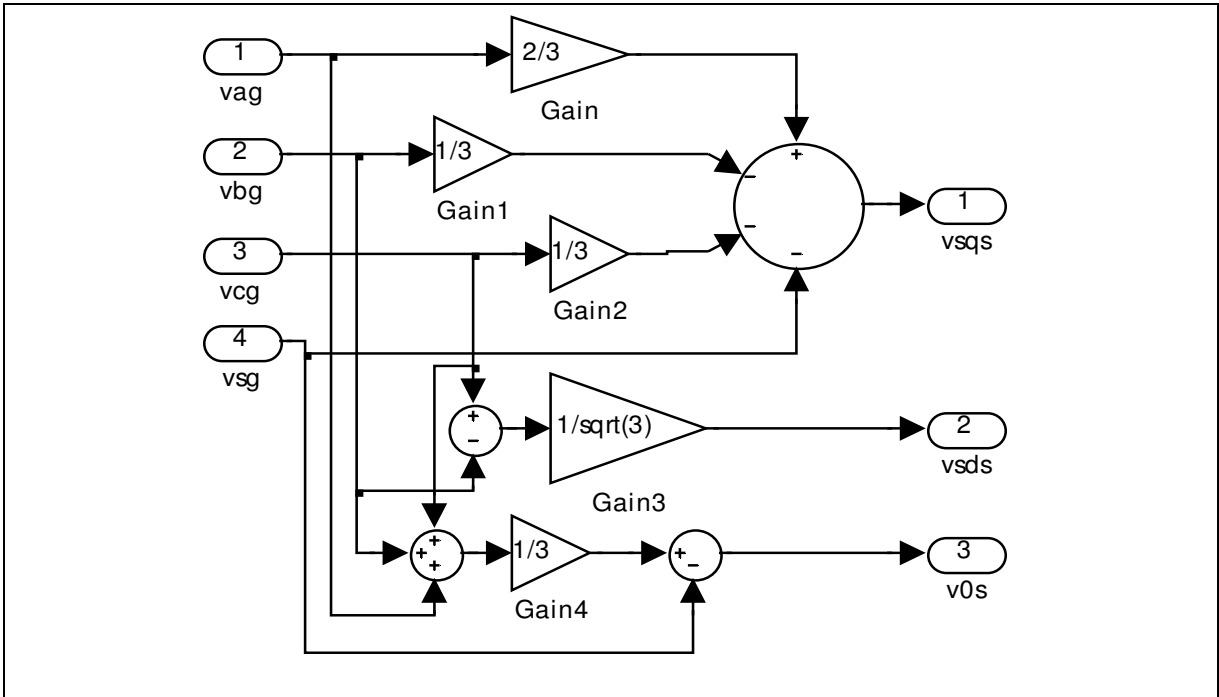 1
vag
2/3
Gain
2
vbg
1/3
Gain1
3
vcg
1/3
Gain2
4
vsg
+
−
−
−
1
vsqs
+
−
1/sqrt(3)
Gain3
2
vsds
+
+
+
1/3
Gain4
+
−
3
v0s